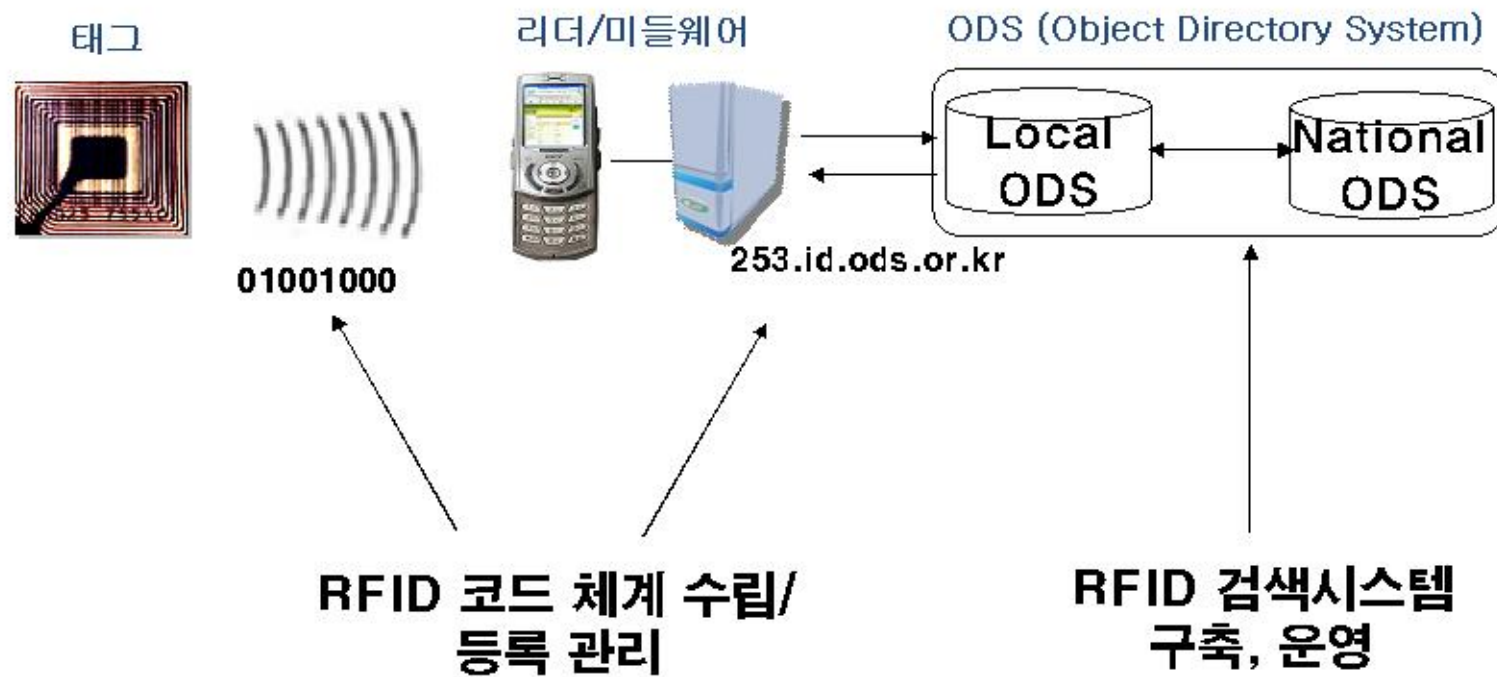 태그
리더/미들웨어
ODS (Object Directory System)
Local
ODS
National
ODS
253.id.ods.or.kr
01001000
RFID 코드 체계 수립/
등록 관리
RFID 검색시스템
구축, 운영